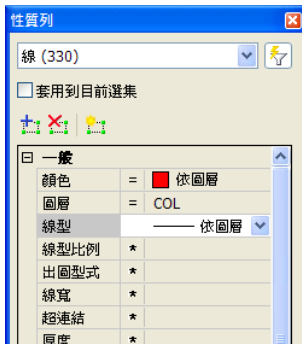 性質列
線 (330)
套用到目前選集
一般
顏色 = 依圖層
圖層 = COL
線型 依圖層
線型比例 *
出圖型式 *
線寬 *
超連結 *
厚度 *